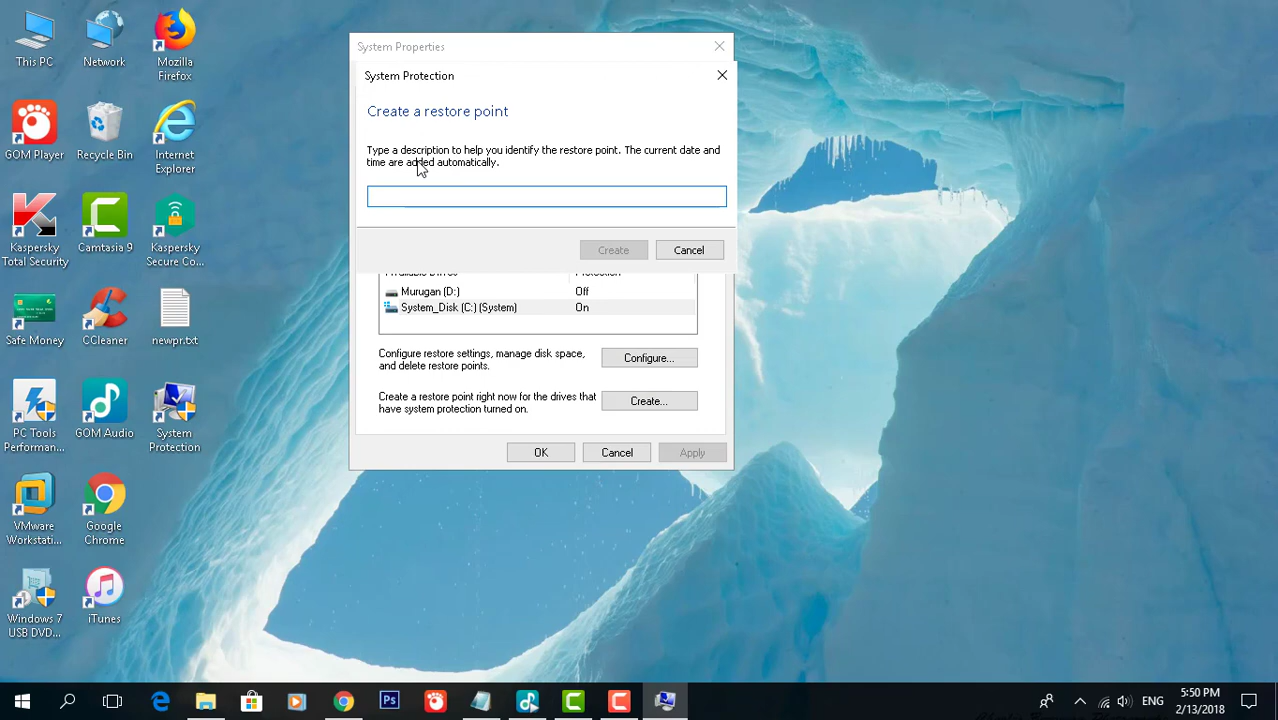 This PC
Network
Mozilla
Firefox
GOM Player
Recycle Bin
Internet
Explorer
Kaspersky
Total Security
Camtasia 9
Kaspersky
Secure Co...
Safe Money
CCleaner
newpr.txt
PC Tools
Performan...
GOM Audio
System
Protection
VMware
Workstati...
Google
Chrome
Windows 7
USB DVD...
iTunes
System Properties
System Protection
Create a restore point
Type a description to help you identify the restore point. The current date and
time are added automatically.
Create
Cancel
Available Drives
Protection
Murugan (D:)
Off
System_Disk (C:) (System)
On
Configure restore settings, manage disk space,
and delete restore points.
Configure...
Create a restore point right now for the drives that
have system protection turned on.
Create...
OK
Cancel
Apply
Ps
ENG
5:50 PM
2/13/2018